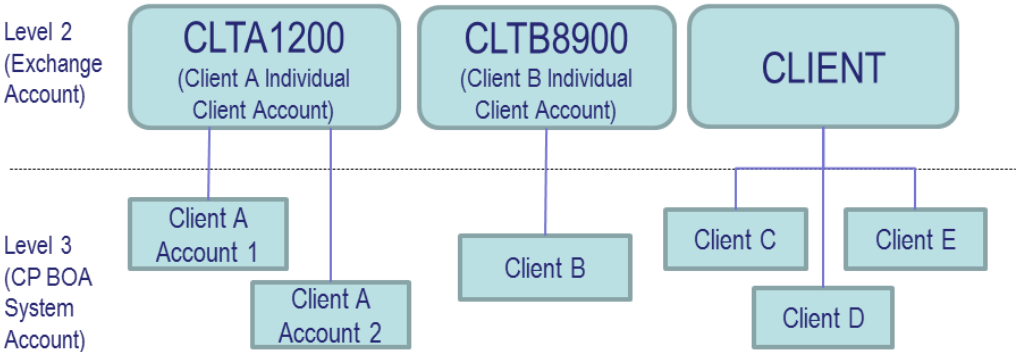 Level 2
(Exchange
Account)
CLTA1200
(Client A Individual
Client Account)
CLTB8900
(Client B Individual
Client Account)
CLIENT
Level 3
(CP BOA
System
Account)
Client A
Account 1
Client A
Account 2
Client B
Client C
Client D
Client E